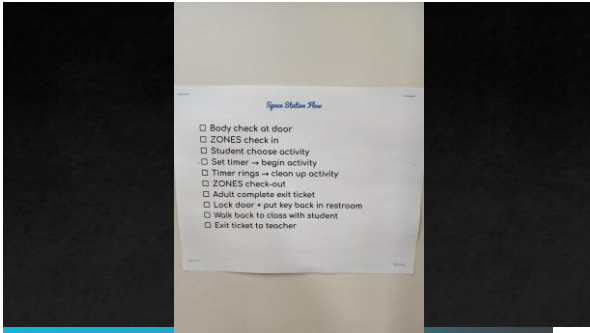 Space Station Flow
☐ Body check at door
☐ ZONES check in
☐ Student choose activity
☐ Set timer → begin activity
☐ Timer rings → clean up activity
☐ ZONES check-out
☐ Adult complete exit ticket
☐ Lock door + put key back in restroom
☐ Walk back to class with student
☐ Exit ticket to teacher